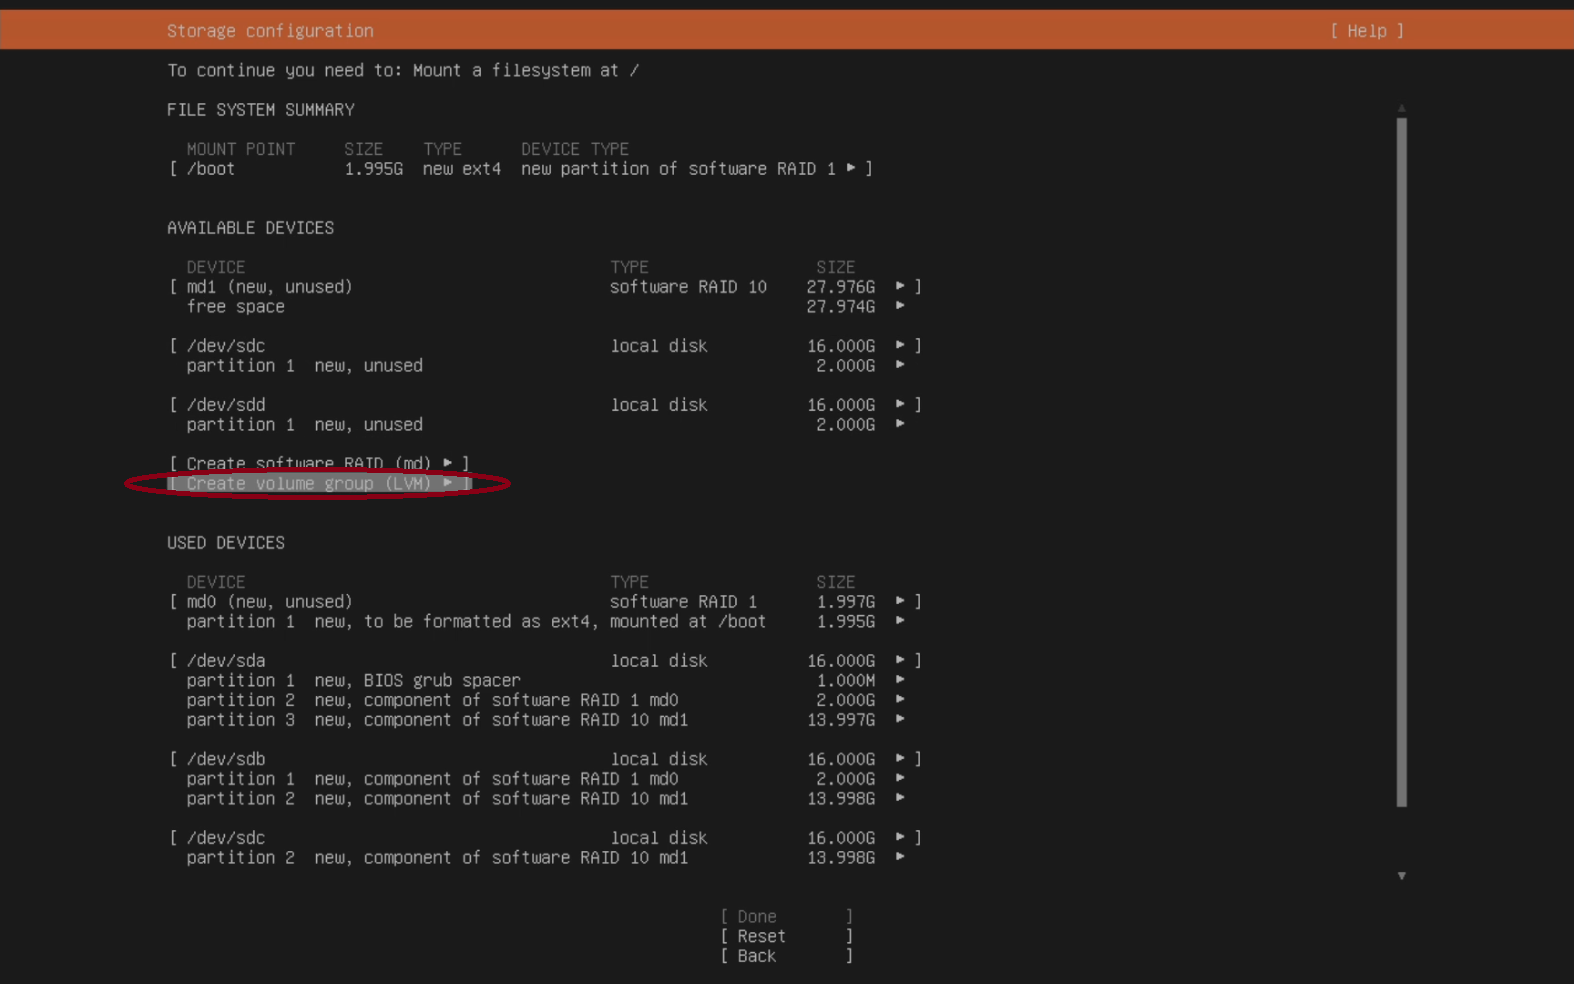 Storage configuration [ Help ]
To continue you need to: Mount a filesystem at /
FILE SYSTEM SUMMARY
MOUNT POINT SIZE TYPE DEVICE TYPE
[ /boot 1.995G new ext4 new partition of software RAID 1 ▸ ]
AVAILABLE DEVICES
DEVICE TYPE SIZE
[ md1 (new, unused) software RAID 10 27.976G ▸ ]
free space 27.974G ▸
[ /dev/sdc local disk 16.000G ▸ ]
partition 1 new, unused 2.000G ▸
[ /dev/sdd local disk 16.000G ▸ ]
partition 1 new, unused 2.000G ▸
[ Create software RAID (md) ▸ ]
[ Create volume group (LVM) ▸ ]
USED DEVICES
DEVICE TYPE SIZE
[ md0 (new, unused) software RAID 1 1.997G ▸ ]
partition 1 new, to be formatted as ext4, mounted at /boot 1.995G ▸
[ /dev/sda local disk 16.000G ▸ ]
partition 1 new, BIOS grub spacer 1.000M ▸
partition 2 new, component of software RAID 1 md0 2.000G ▸
partition 3 new, component of software RAID 10 md1 13.997G ▸
[ /dev/sdb local disk 16.000G ▸ ]
partition 1 new, component of software RAID 1 md0 2.000G ▸
partition 2 new, component of software RAID 10 md1 13.998G ▸
[ /dev/sdc local disk 16.000G ▸ ]
partition 2 new, component of software RAID 10 md1 13.998G ▸
[ Done ]
[ Reset ]
[ Back ]